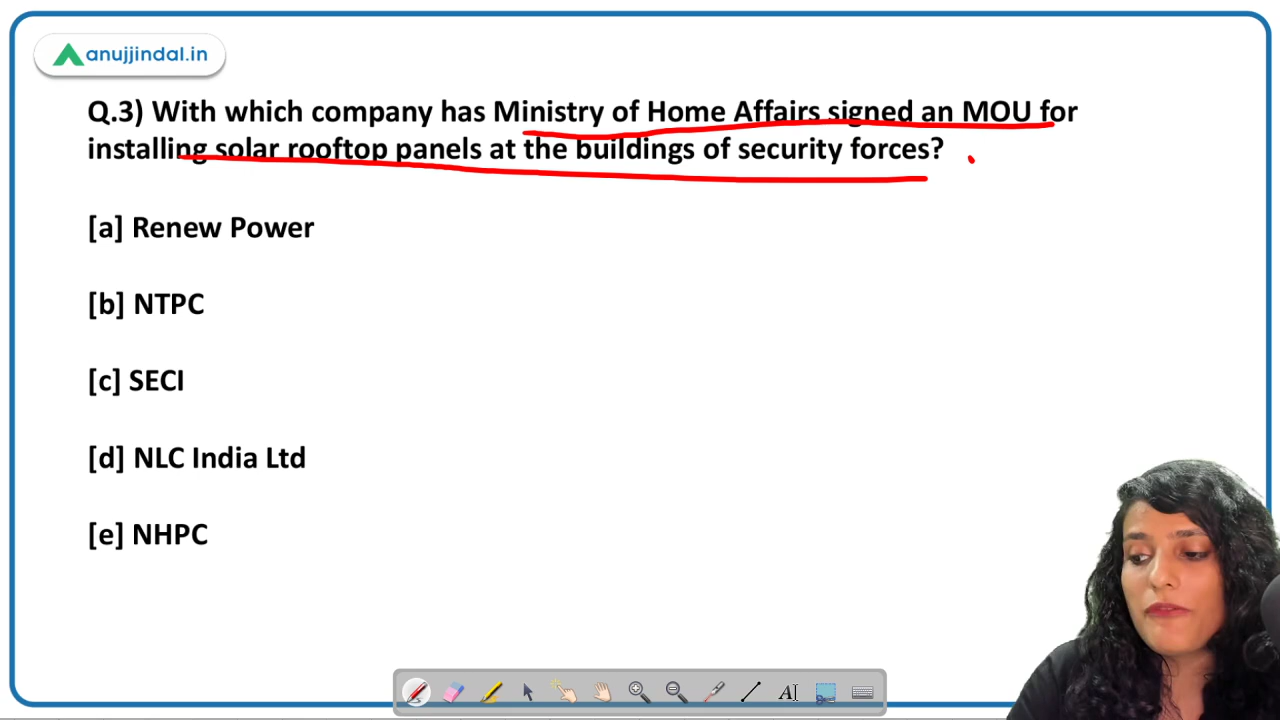 anujjindal.in
Q.3) With which company has Ministry of Home Affairs signed an MOU for
installing solar rooftop panels at the buildings of security forces?
[a] Renew Power
[b] NTPC
[c] SECI
[d] NLC India Ltd
[e] NHPC